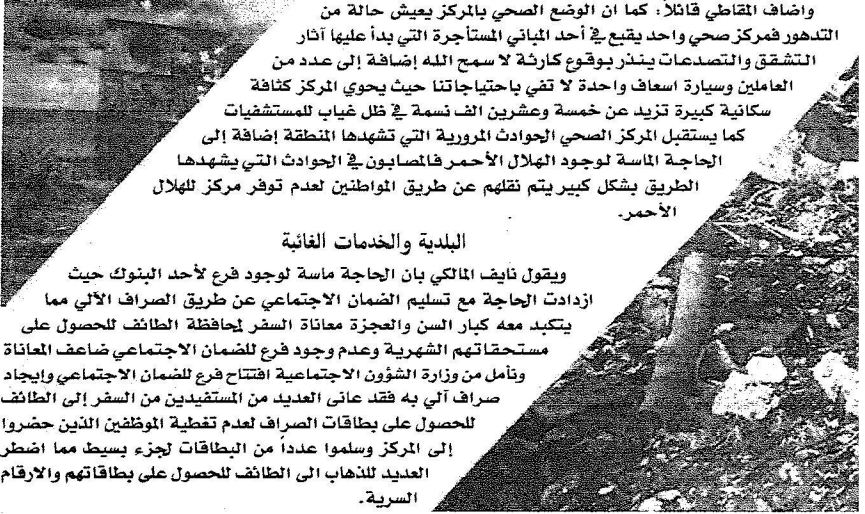 واضاف المقاطي قائلاً: كما ان الوضع الصحي بالمركز يعيش حالة من
التدهور فمركز صحي واحد يقبع في أحد المباني المستأجرة التي بدأ عليها آثار
التشقق والتصدعات ينذر بوقوع كارثة لا سمح الله إضافة إلى عدد من
العاملين وسيارة اسعاف واحدة لا تفي باحتياجاتنا حيث يحوي المركز كثافة
سكانية كبيرة تزيد عن خمسة وعشرين الف نسمة في ظل غياب للمستشفيات
كما يستقبل المركز الصحي الحوادث المرورية التي تشهدها المنطقة إضافة إلى
الحاجة الماسة لوجود الهلال الأحمر فالمصابون في الحوادث التي يشهدها
الطريق بشكل كبير يتم نقلهم عن طريق المواطنين لعدم توفر مركز للهلال
الأحمر.
البلدية والخدمات الغائبة
ويقول نايف المالكي بان الحاجة ماسة لوجود فرع لأحد البنوك حيث
ازدادت الحاجة مع تسليم الضمان الاجتماعي عن طريق الصراف الآلي مما
يتكبد معه كبار السن والعجزة معاناة السفر لمحافظة الطائف للحصول على
مستحقاتهم الشهرية وعدم وجود فرع للضمان الاجتماعي ضاعف المعاناة
ونأمل من وزارة الشؤون الاجتماعية افتتاح فرع للضمان الاجتماعي وايجاد
صراف آلي به فقد عانى العديد من المستفيدين من السفر إلى الطائف
للحصول على بطاقات الصراف لعدم تغطية الموظفين الذين حضروا
إلى المركز وسلموا عدداً من البطاقات لجزء بسيط مما اضطر
العديد للذهاب الى الطائف للحصول على بطاقاتهم والارقام
السرية.